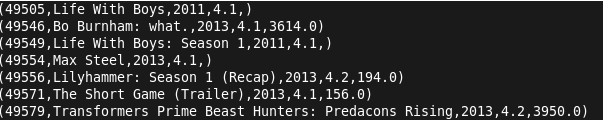 (49505,Life With Boys,2011,4.1,)
(49546,Bo Burnham: what.,2013,4.1,3614.0)
(49549,Life With Boys: Season 1,2011,4.1,)
(49554,Max Steel,2013,4.1,)
(49556,Lilyhammer: Season 1 (Recap),2013,4.2,194.0)
(49571,The Short Game (Trailer),2013,4.1,156.0)
(49579,Transformers Prime Beast Hunters: Predacons Rising,2013,4.2,3950.0)